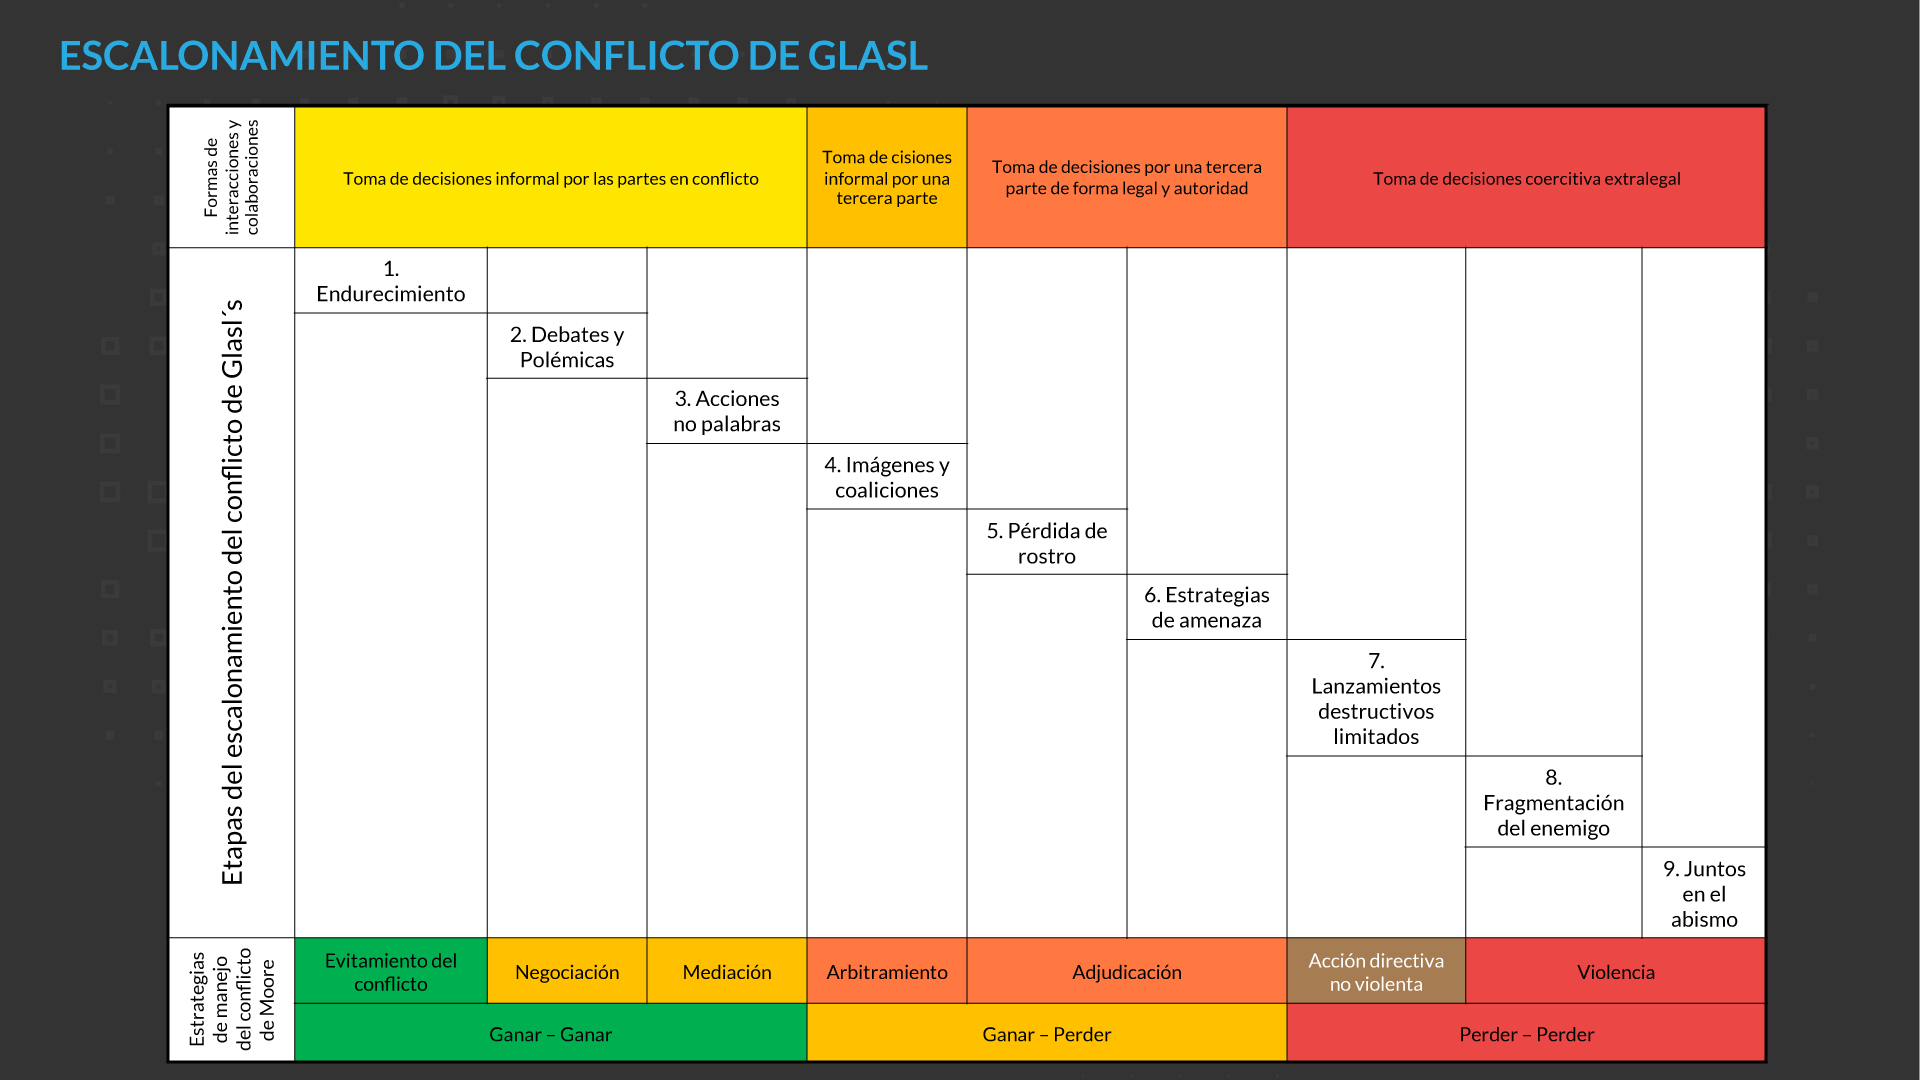 ESCALONAMIENTO DEL CONFLICTO DE GLASL
Formas de
interacciones y
colaboraciones
Toma de decisiones informal por las partes en conflicto
Toma de cisiones
informal por una
tercera parte
Toma de decisiones por una tercera
parte de forma legal y autoridad
Toma de decisiones coercitiva extralegal
Etapas del escalonamiento del conflicto de Glasl´s
1.
Endurecimiento
2. Debates y
Polémicas
3. Acciones
no palabras
4. Imágenes y
coaliciones
5. Pérdida de
rostro
6. Estrategias
de amenaza
7.
Lanzamientos
destructivos
limitados
8.
Fragmentación
del enemigo
9. Juntos
en el
abismo
Estrategias
de manejo
del conflicto
de Moore
Evitamiento del
conflicto
Negociación
Mediación
Arbitramiento
Adjudicación
Acción directiva
no violenta
Violencia
Ganar – Ganar
Ganar – Perder
Perder – Perder